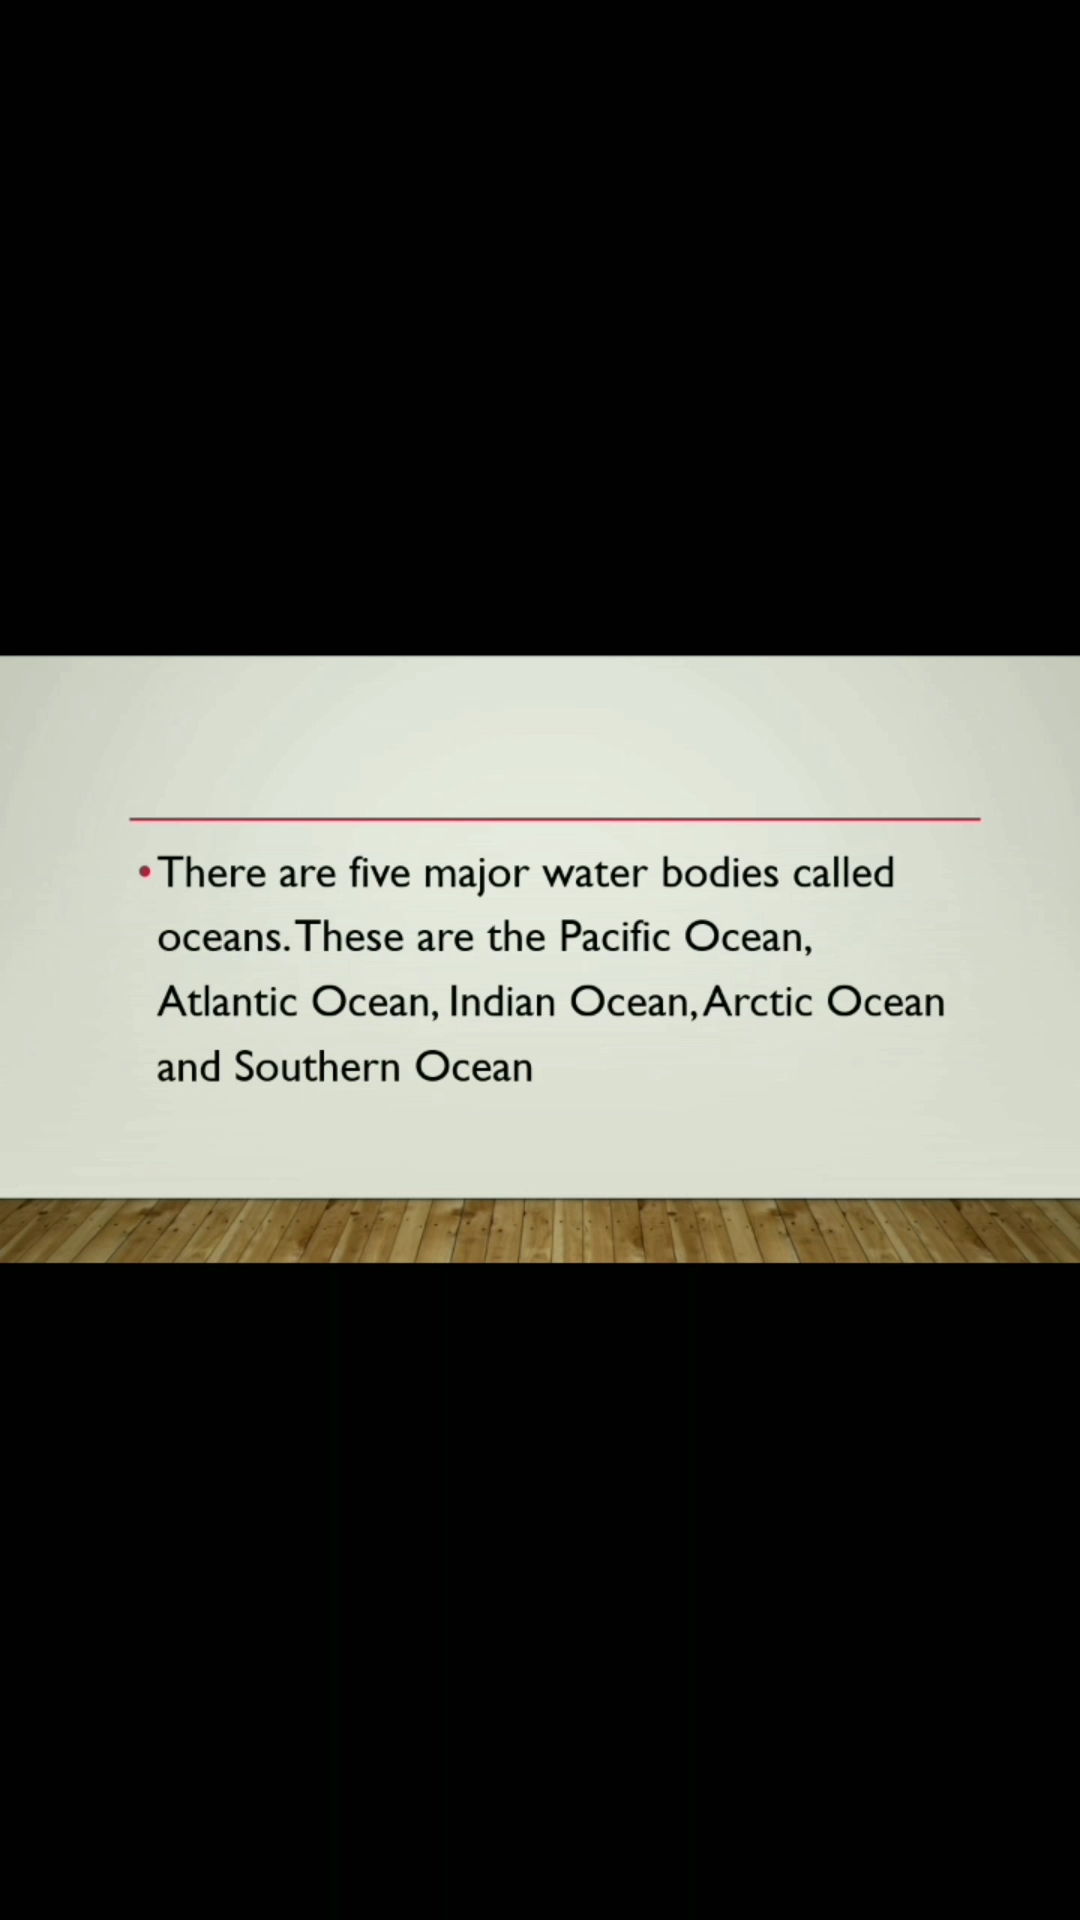 •There are five major water bodies called
oceans. These are the Pacific Ocean,
Atlantic Ocean, Indian Ocean, Arctic Ocean
and Southern Ocean